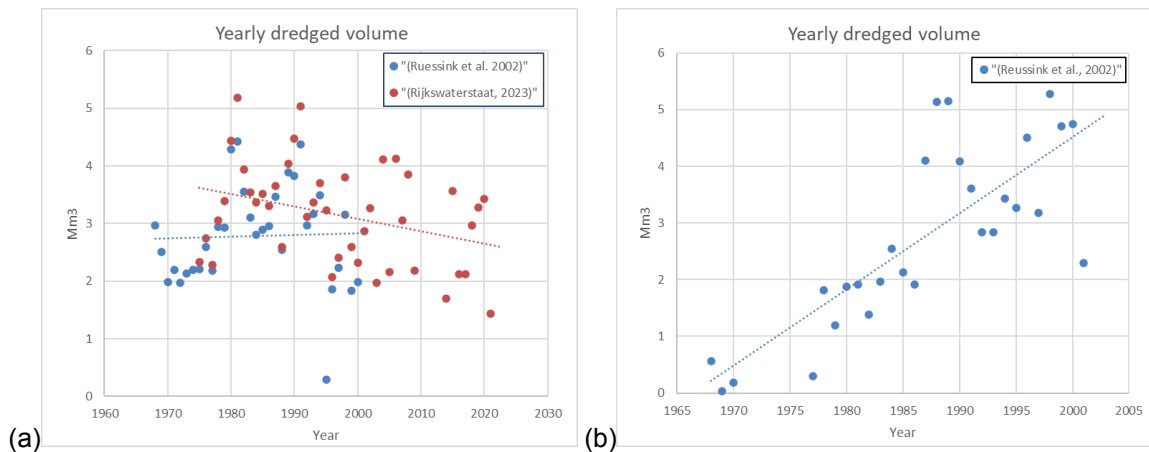 Yearly dredged volume
"(Ruessink et al. 2002)"
"(Rijkswaterstaat, 2023)"
Mm3
6
5
4
3
2
1
0
1960 1970 1980 1990 2000 2010 2020 2030
Year
(a)
Yearly dredged volume
"(Reussink et al., 2002)"
Mm3
6
5
4
3
2
1
0
1965 1970 1975 1980 1985 1990 1995 2000 2005
Year
(b)